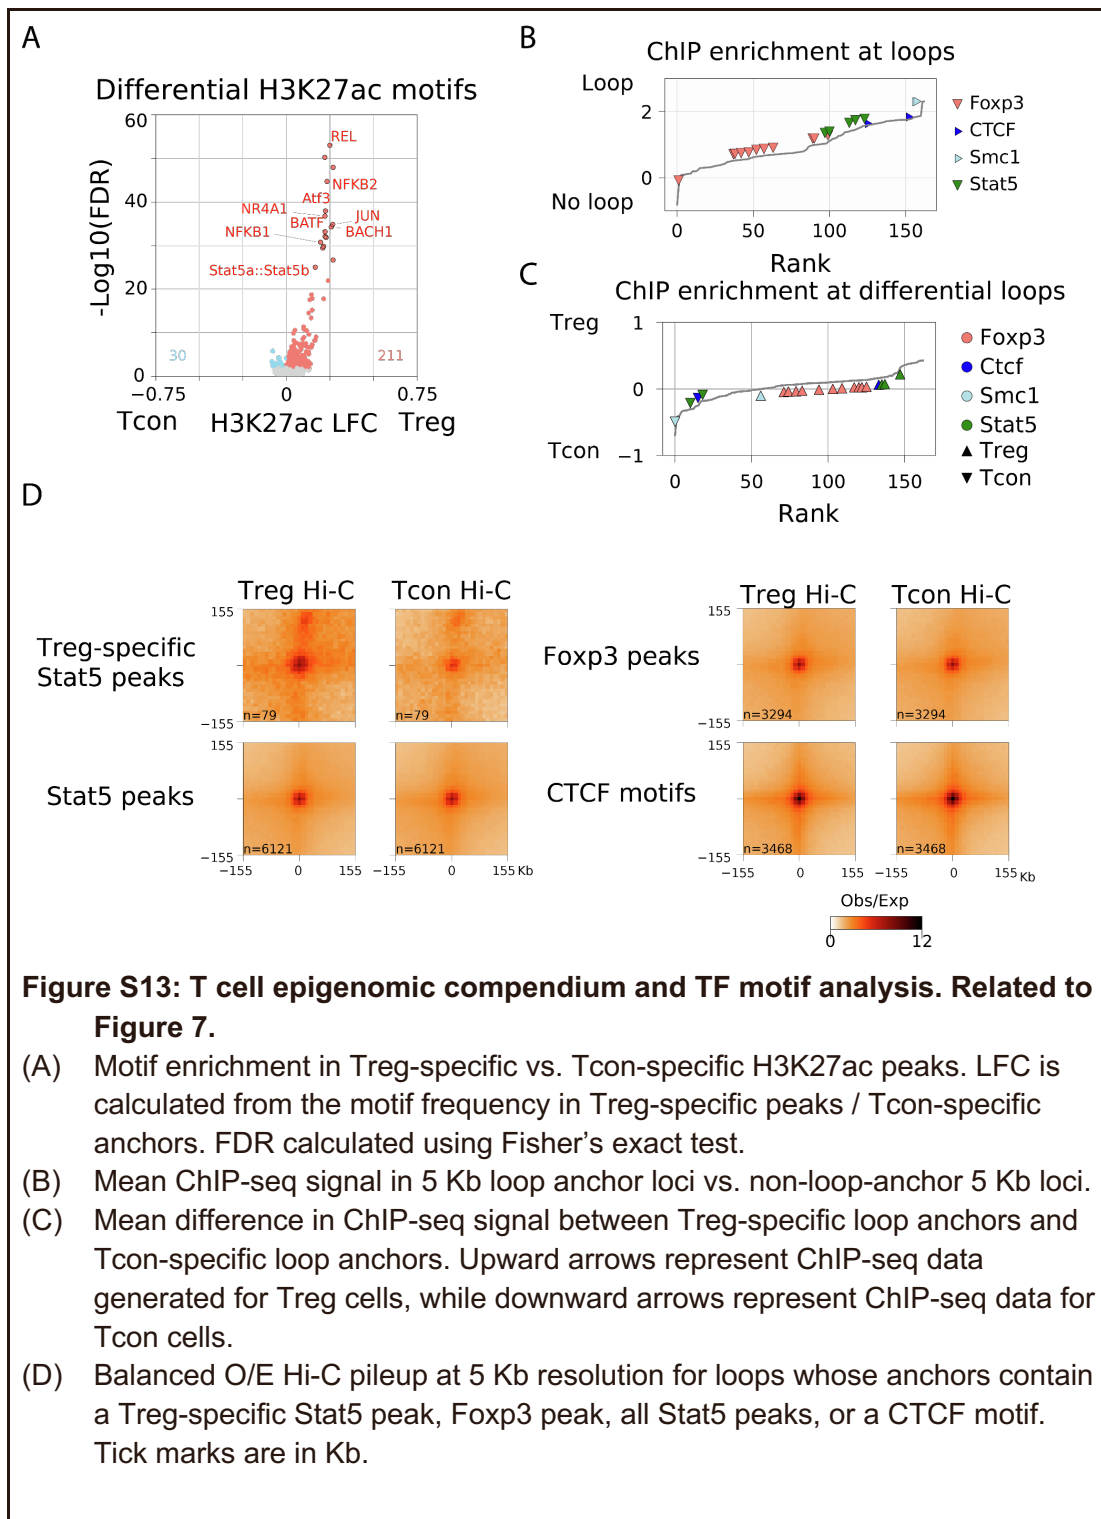 A
Differential H3K27ac motifs
-Log10(FDR)
60
40
20
0
REL
NFKB2
Atf3
NR4A1
JUN
BATF
BACH1
NFKB1
Stat5a::Stat5b
30
211
−0.75
0
0.75
Tcon
H3K27ac LFC
Treg
B
ChIP enrichment at loops
Loop
No loop
2
0
0
50
100
150
Rank
Foxp3
CTCF
Smc1
Stat5
C
ChIP enrichment at differential loops
Treg
Tcon
1
0
−1
0
50
100
150
Rank
Foxp3
Ctcf
Smc1
Stat5
Treg
Tcon
D
Treg Hi-C
Tcon Hi-C
Treg-specific
Stat5 peaks
155
0
−155
n=79
n=79
Stat5 peaks
155
0
−155
n=6121
n=6121
−155
0
155
−155
0
155 Kb
Treg Hi-C
Tcon Hi-C
Foxp3 peaks
155
0
−155
n=3294
n=3294
CTCF motifs
155
0
−155
n=3468
n=3468
−155
0
155
−155
0
155 Kb
Obs/Exp
0
12
Figure S13: T cell epigenomic compendium and TF motif analysis. Related to
Figure 7.
(A) Motif enrichment in Treg-specific vs. Tcon-specific H3K27ac peaks. LFC is
calculated from the motif frequency in Treg-specific peaks / Tcon-specific
anchors. FDR calculated using Fisher’s exact test.
(B) Mean ChIP-seq signal in 5 Kb loop anchor loci vs. non-loop-anchor 5 Kb loci.
(C) Mean difference in ChIP-seq signal between Treg-specific loop anchors and
Tcon-specific loop anchors. Upward arrows represent ChIP-seq data
generated for Treg cells, while downward arrows represent ChIP-seq data for
Tcon cells.
(D) Balanced O/E Hi-C pileup at 5 Kb resolution for loops whose anchors contain
a Treg-specific Stat5 peak, Foxp3 peak, all Stat5 peaks, or a CTCF motif.
Tick marks are in Kb.